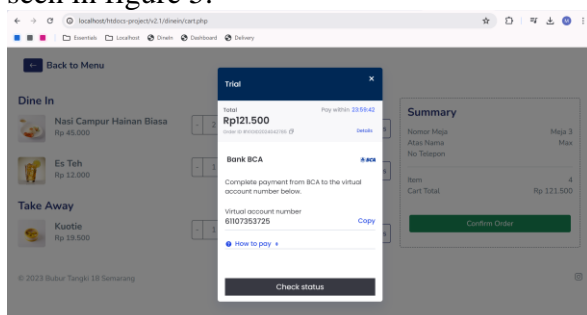 seen in figure 5.
localhost/htdocs-project/v2.1/dinein/cart.php
Essentials Localhost Dinein Dashboard Delivery
← Back to Menu
Trial ×
Total Pay within 23:59:42
Rp121.500
Details
Bank BCA BCA
Complete payment from BCA to the virtual
account number below.
Virtual account number
61107353725 Copy
How to pay
Check status
Dine In
Nasi Campur Hainan Biasa - 2
Rp 45.000
Es Teh - 1
Rp 12.000
Take Away
Kuotie - 1
Rp 19.500
Summary
Nomor Meja Meja 3
Atas Nama Max
No Telepon
Item 4
Cart Total Rp 121.500
Confirm Order
© 2023 Bubur Tangki 18 Semarang